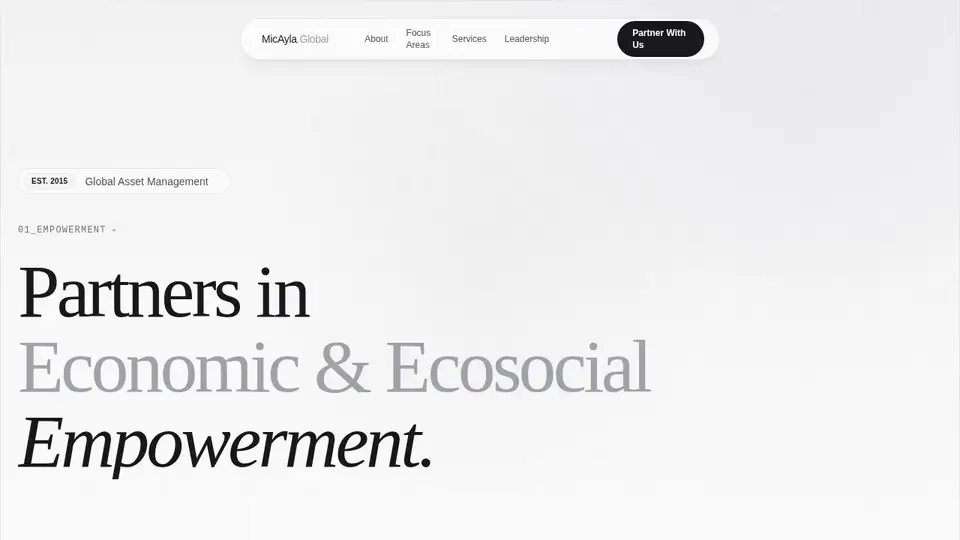 MicAyla Global
About
Focus
Areas
Services
Leadership
Partner With
Us
EST. 2015 Global Asset Management
01_EMPOWERMENT
Partners in
Economic & Ecosocial
Empowerment.